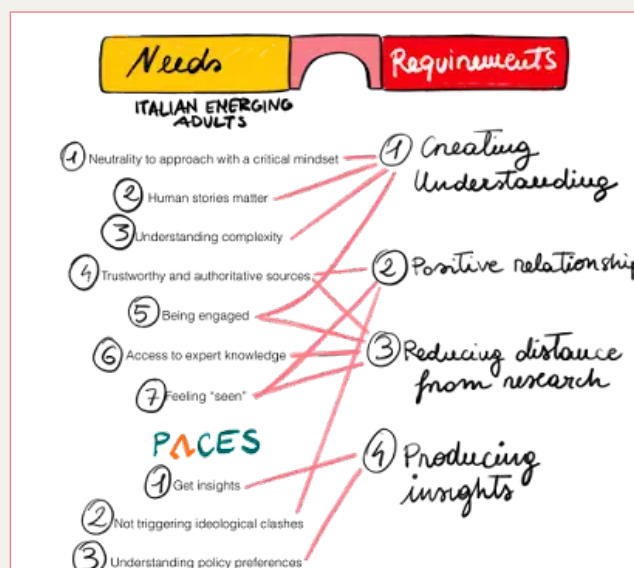 Needs
Requirements
ITALIAN EMERGING
ADULTS
1 Neutrality to approach with a critical mindset
2 Human stories matter
3 Understanding complexity
4 Trustworthy and authoritative sources
5 Being engaged
6 Access to expert knowledge
7 Feeling "seen"
PACES
1 Get insights
2 Not triggering ideological clashes
3 Understanding policy preferences
1 Creating
Understanding
2 Positive relationship
3 Reducing distance
from research
4 Producing
insights